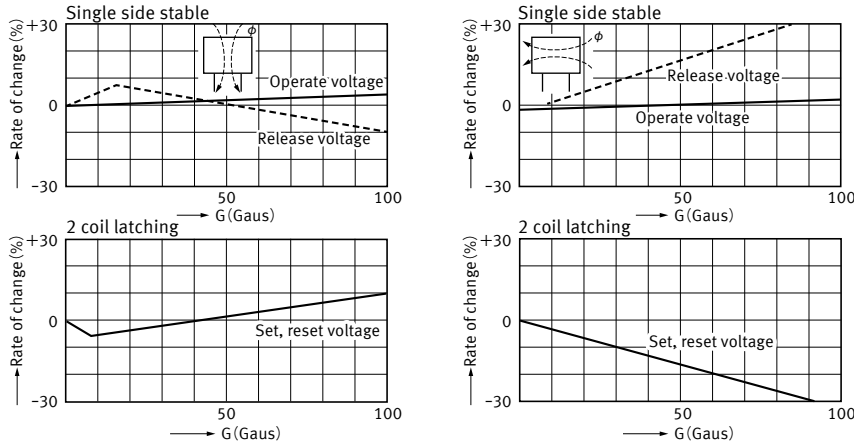 Single side stable
+30
0
-30
Rate of change (%)
ϕ
Operate voltage
Release voltage
50
100
G (Gaus)
Single side stable
+30
0
-30
Rate of change (%)
ϕ
Release voltage
Operate voltage
50
100
G (Gaus)
2 coil latching
+30
0
-30
Rate of change (%)
Set, reset voltage
50
100
G (Gaus)
2 coil latching
+30
0
-30
Rate of change (%)
Set, reset voltage
50
100
G (Gaus)